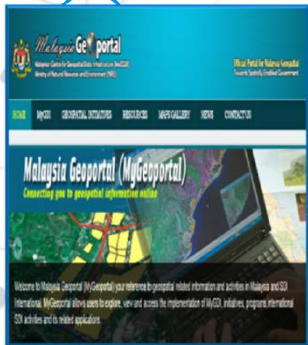 Malaysia Geoportal
Malaysia Centre for Geospatial Data Infrastructure (MaCGDI)
Ministry of Natural Resource and Environment (NRE)
Official Portal for Malaysia Geospatial
Towards Spatially Enabled Government
HOME MyGDI GEOSPATIAL INITIATIVES RESOURCES MAPS GALLERY NEWS CONTACT US
Malaysia Geoportal (MyGeoportal)
Connecting you to geospatial information online
Welcome to Malaysia Geoportal (MyGeoportal) your reference to geospatial related information and activities in Malaysia and SDI
International. MyGeoportal allows users to explore, view and access the implementation of MyGDI, initiatives, programs, international
SDI activities and its related applications.